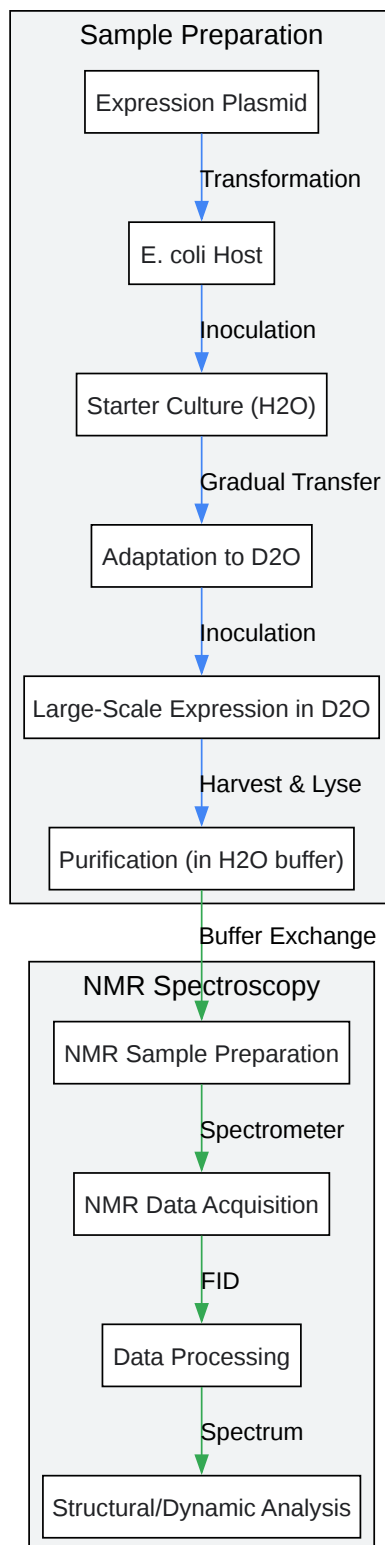 Sample Preparation
Expression Plasmid
Transformation
E. coli Host
Inoculation
Starter Culture (H2O)
Gradual Transfer
Adaptation to D2O
Inoculation
Large-Scale Expression in D2O
Harvest & Lyse
Purification (in H2O buffer)
Buffer Exchange
NMR Spectroscopy
NMR Sample Preparation
Spectrometer
NMR Data Acquisition
FID
Data Processing
Spectrum
Structural/Dynamic Analysis